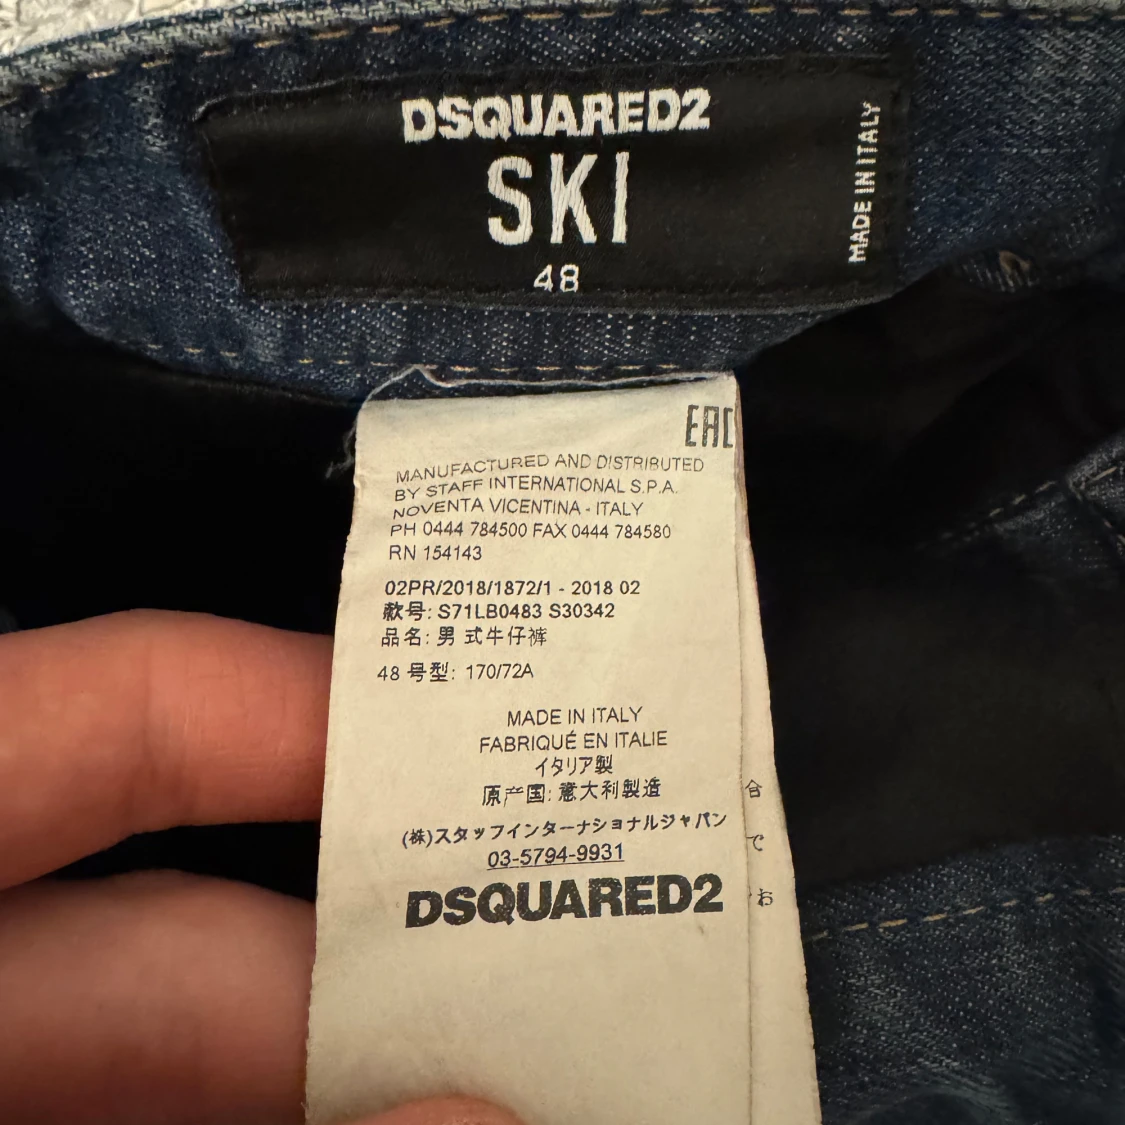 DSQUARED2
SKI
48
MADE IN ITALY
EAC
MANUFACTURED AND DISTRIBUTED
BY STAFF INTERNATIONAL S.P.A.
NOVENTA VICENTINA - ITALY
PH 0444 784500 FAX 0444 784580
RN 154143
02PR/2018/1872/1 - 2018 02
款号: S71LB0483 S30342
品名: 男 式牛仔裤
48 号型: 170/72A
MADE IN ITALY
FABRIQUÉ EN ITALIE
イタリア製
原产国: 意大利製造
(株)スタッフインターナショナルジャパン
03-5794-9931
DSQUARED2
合
で
お